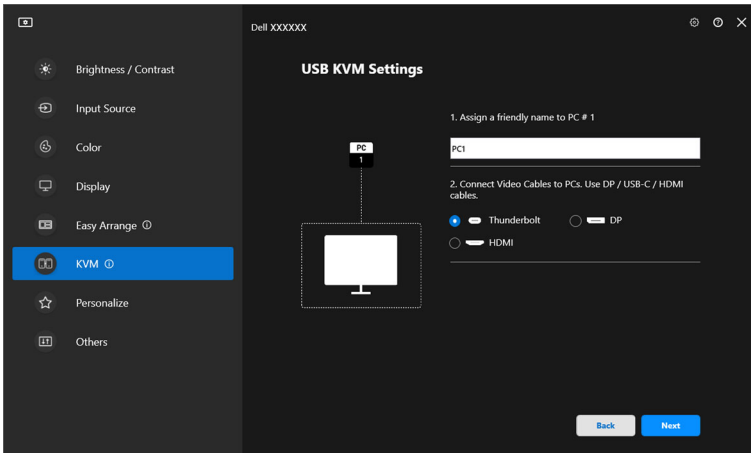 Dell XXXXXX
Brightness / Contrast
Input Source
Color
Display
Easy Arrange
KVM
Personalize
Others
USB KVM Settings
PC
1
1. Assign a friendly name to PC # 1
PC1
2. Connect Video Cables to PCs. Use DP / USB-C / HDMI
cables.
Thunderbolt
DP
HDMI
Back
Next